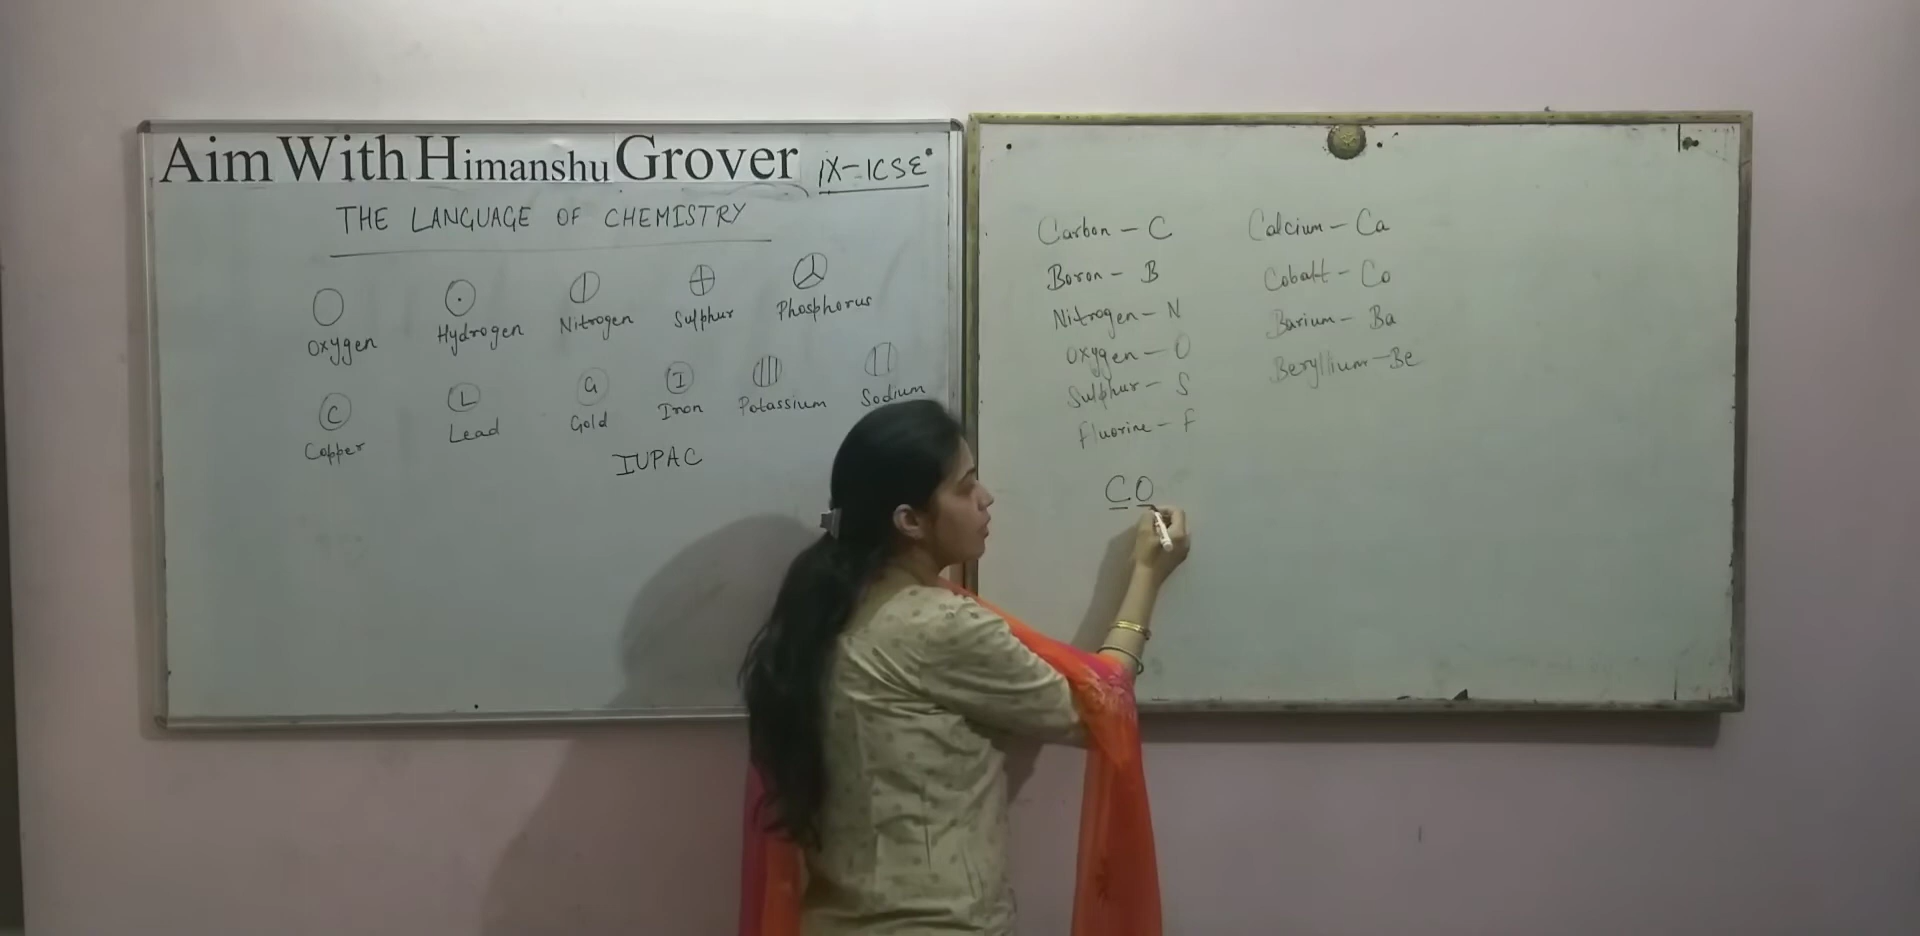 Aim With Himanshu Grover IX-ICSE
THE LANGUAGE OF CHEMISTRY
Oxygen Hydrogen Nitrogen Sulphur Phosphorus
C L G I
Copper Lead Gold Iron Potassium Sodium
IUPAC
Carbon - C
Boron - B
Nitrogen - N
Oxygen - O
Sulphur - S
Fluorine - F
CO
Calcium - Ca
Cobalt - Co
Barium - Ba
Beryllium - Be